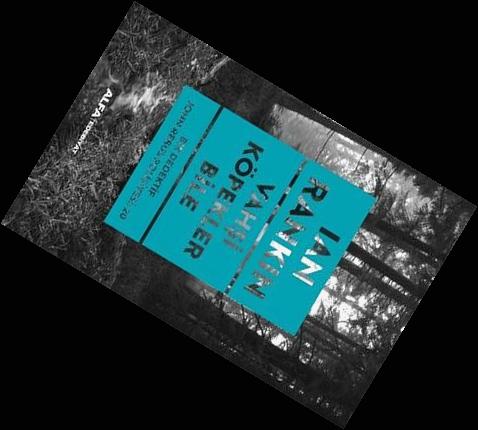 IAN
RANKIN
VAHŞİ
KÖPEKLER
BİLE
BİR DEDEKTİF
JOHN REBUS POLİSİYESİ: 20
ALFA